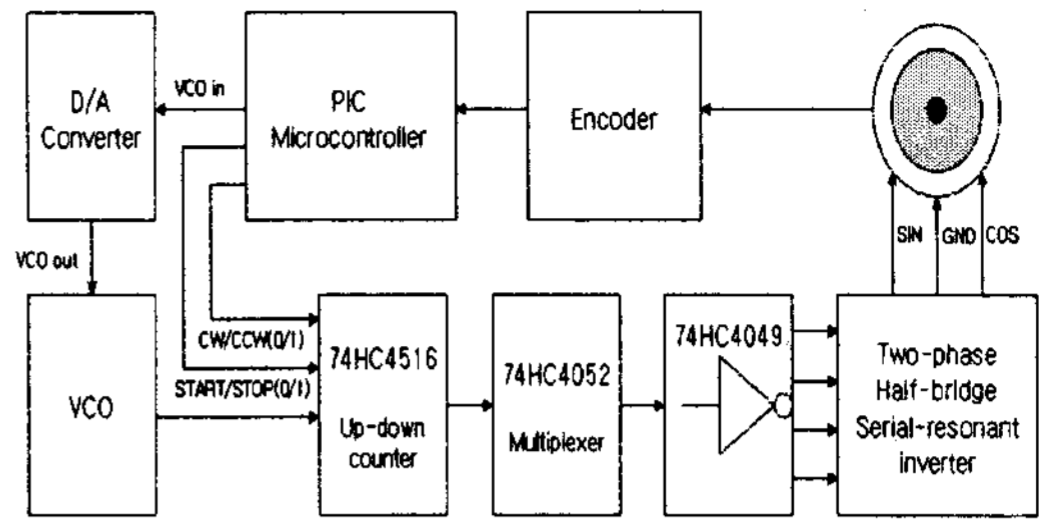 D/A
Converter
VCO in
PIC
Microcontroller
Encoder
SIN GND COS
VCO out
VCO
CW/CCW(0/1)
START/STOP(0/1)
74HC4516
Up-down
counter
74HC4052
Multiplexer
74HC4049
Two-phase
Half-bridge
Serial-resonant
inverter